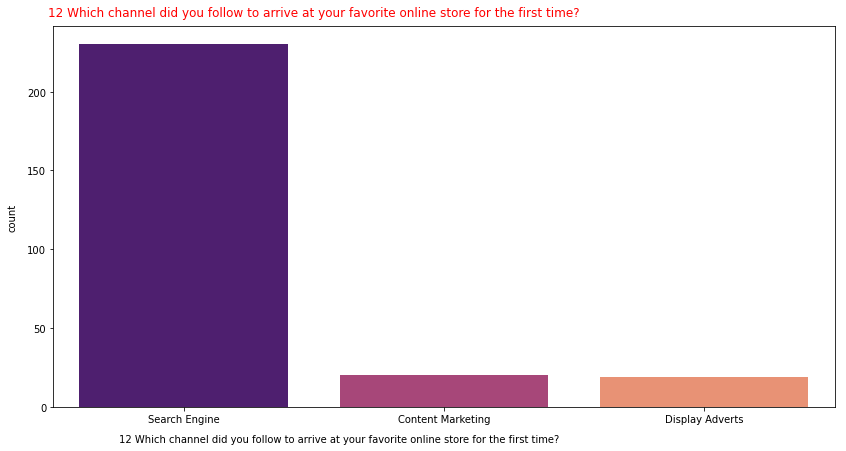 12 Which channel did you follow to arrive at your favorite online store for the first time?
200
150
100
50
0
count
Search Engine
Content Marketing
Display Adverts
12 Which channel did you follow to arrive at your favorite online store for the first time?